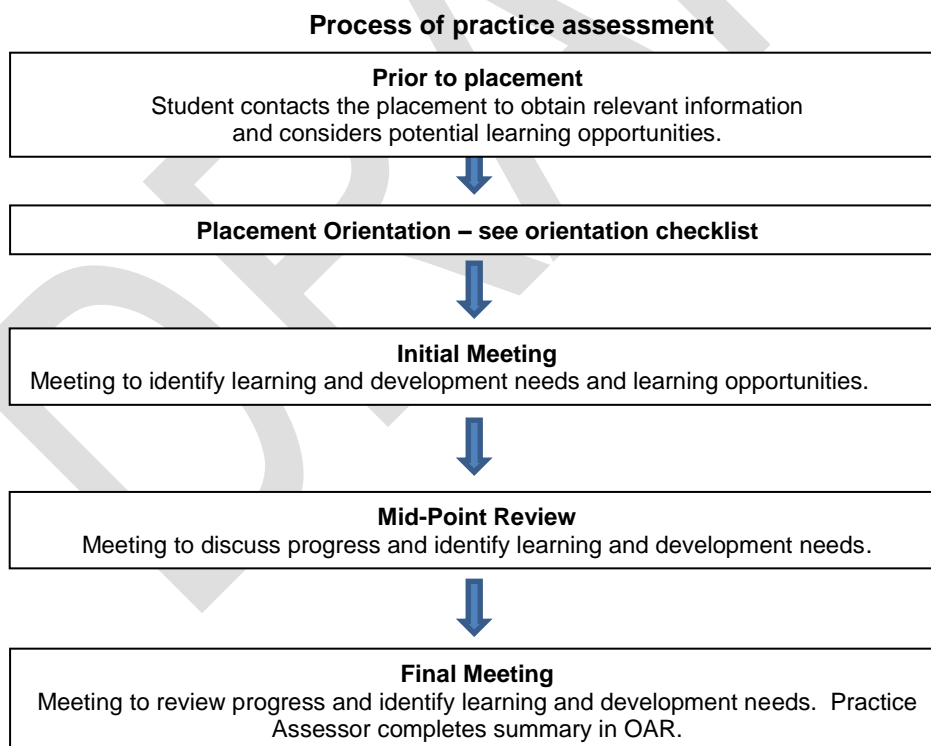 Process of practice assessment
Prior to placement
Student contacts the placement to obtain relevant information
and considers potential learning opportunities.
Placement Orientation – see orientation checklist
Initial Meeting
Meeting to identify learning and development needs and learning opportunities.
Mid-Point Review
Meeting to discuss progress and identify learning and development needs.
Final Meeting
Meeting to review progress and identify learning and development needs.  Practice
Assessor completes summary in OAR.